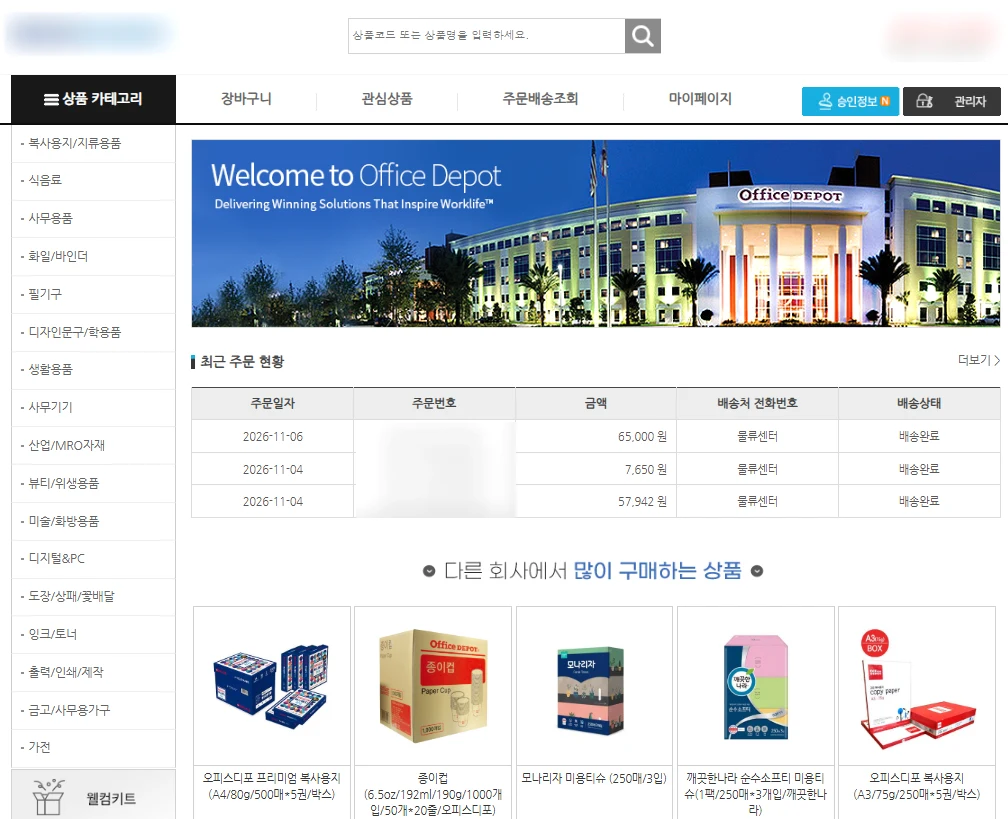 상품코드 또는 상품명을 입력하세요.
상품 카테고리
장바구니
관심상품
주문배송조회
마이페이지
승인정보 N
관리자
- 복사용지/지류용품
- 식음료
- 사무용품
- 화일/바인더
- 필기구
- 디자인문구/학용품
- 생활용품
- 사무기기
- 산업/MRO자재
- 뷰티/위생용품
- 미술/화방용품
- 디지털&PC
- 도장/상패/꽃배달
- 잉크/토너
- 출력/인쇄/제작
- 금고/사무용가구
- 가전
웰컴키트
Welcome to Office Depot
Delivering Winning Solutions That Inspire Worklife™
Office DEPOT
최근 주문 현황
더보기 >
주문일자 주문번호 금액 배송처 전화번호 배송상태
2026-11-06 65,000 원 물류센터 배송완료
2026-11-04 7,650 원 물류센터 배송완료
2026-11-04 57,942 원 물류센터 배송완료
다른 회사에서 많이 구매하는 상품
Office DEPOT
종이컵
Paper Cup
모나리자
깨끗한
나라
순수소프티
A3
BOX
copy paper
오피스디포 프리미엄 복사용지
(A4/80g/500매*5권/박스)
종이컵
(6.5oz/192ml/190g/1000개
입/50개*20줄/오피스디포)
모나리자 미용티슈 (250매/3입)
깨끗한나라 순수소프티 미용티
슈(1팩/250매*3개입/깨끗한나
라)
오피스디포 복사용지
(A3/75g/250매*5권/박스)